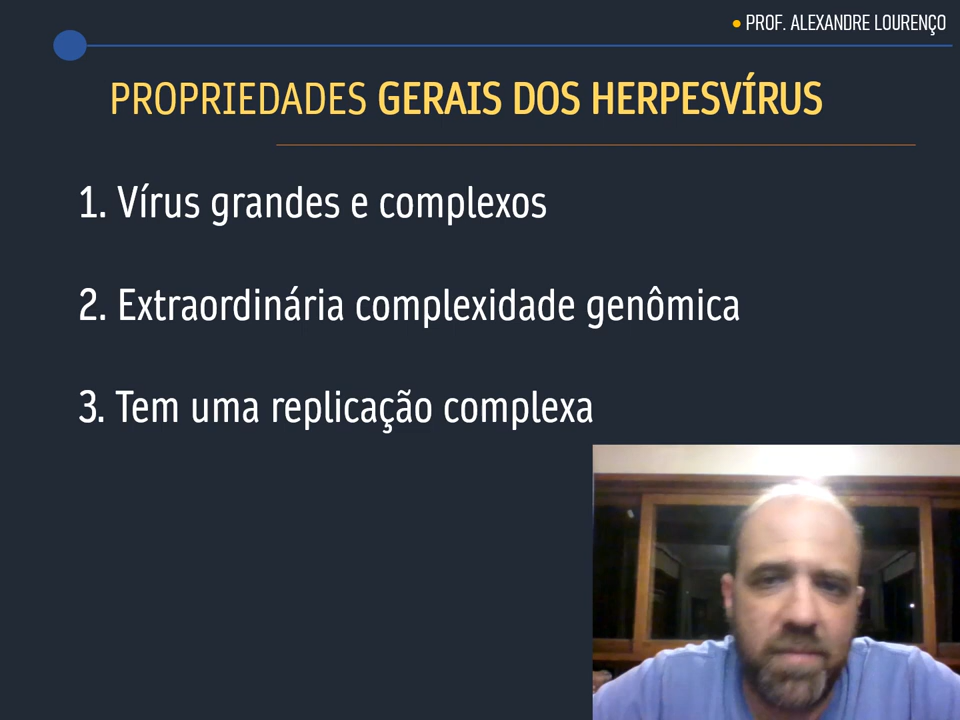 • PROF. ALEXANDRE LOURENÇO
PROPRIEDADES GERAIS DOS HERPESVÍRUS
1. Vírus grandes e complexos
2. Extraordinária complexidade genômica
3. Tem uma replicação complexa